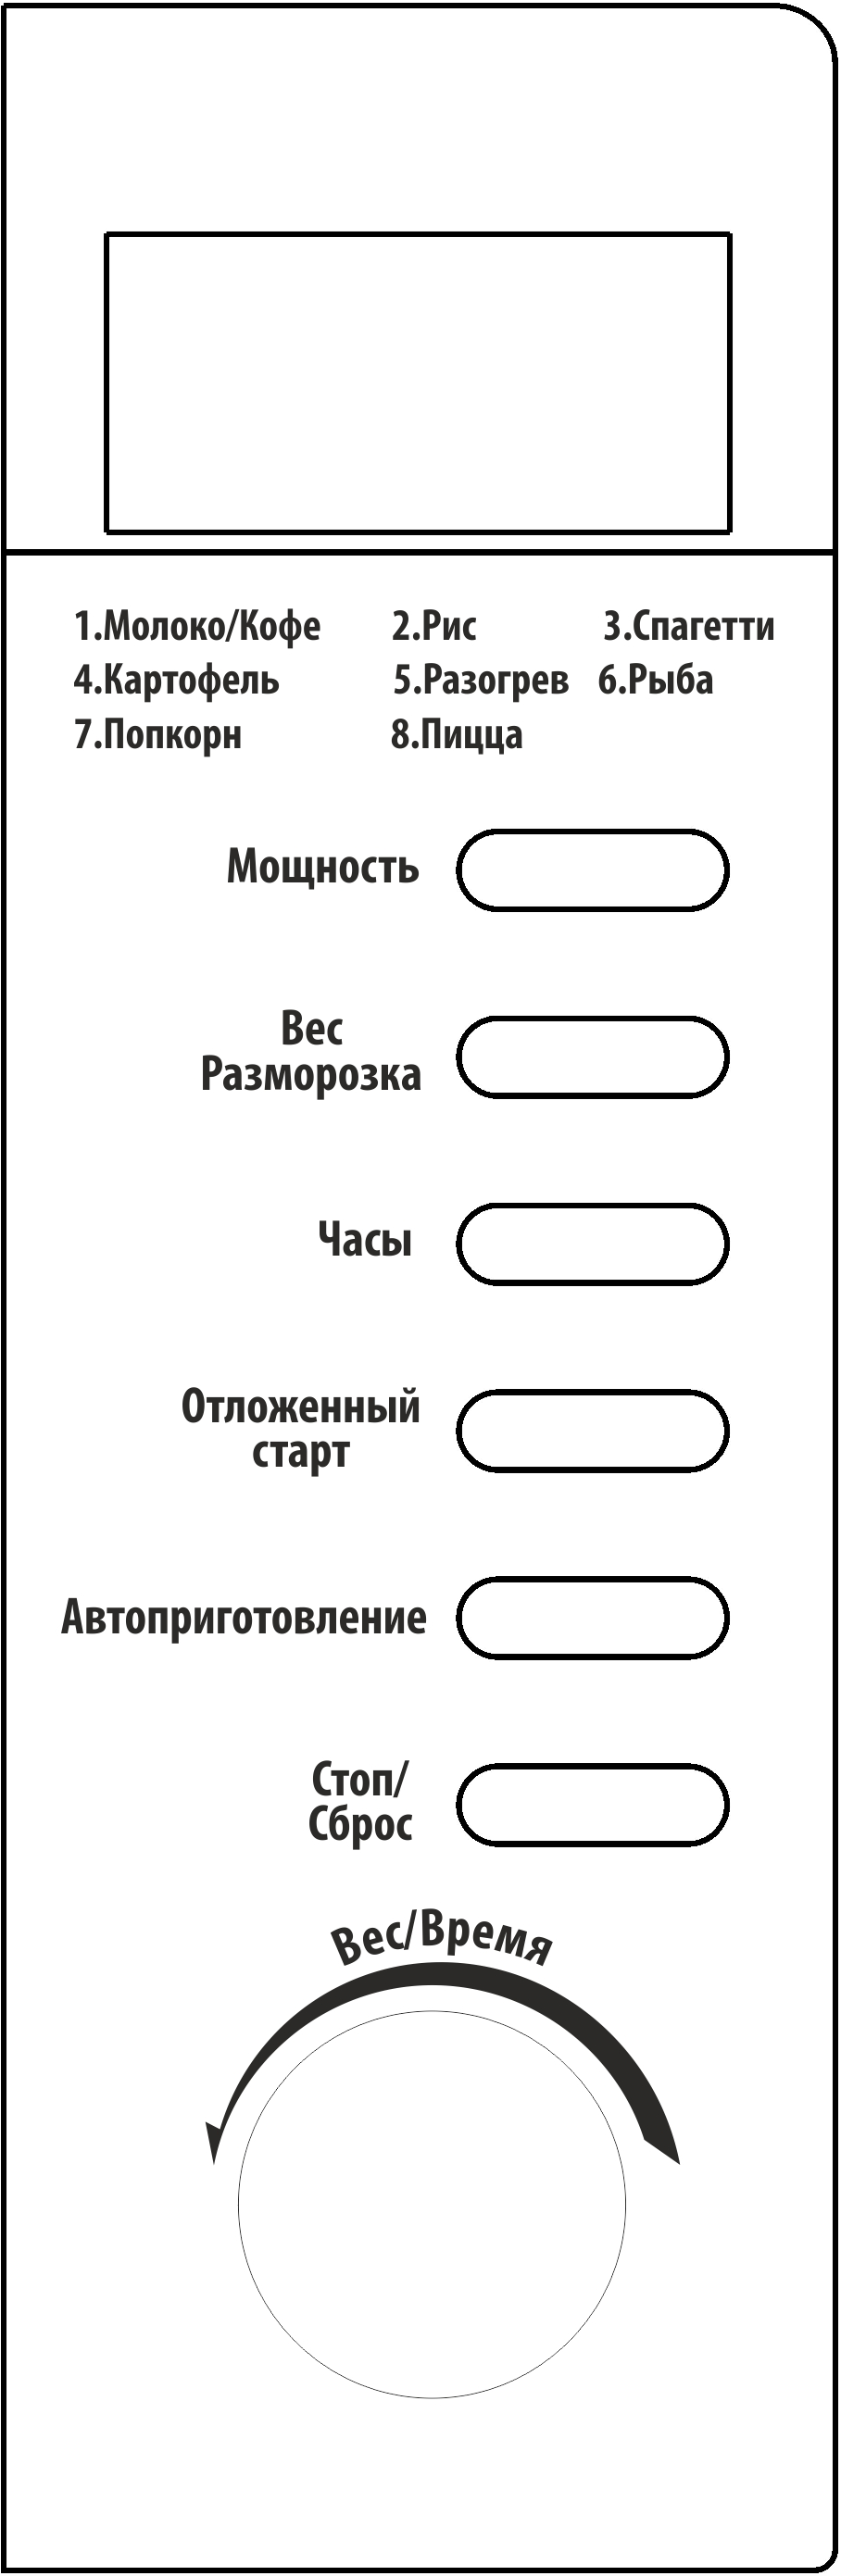 1.Молоко/Кофе 2.Рис 3.Спагетти
4.Картофель 5.Разогрев 6.Рыба
7.Попкорн 8.Пицца
Мощность
Вес
Разморозка
Часы
Отложенный
старт
Автоприготовление
Стоп/
Сброс
Вес/Время